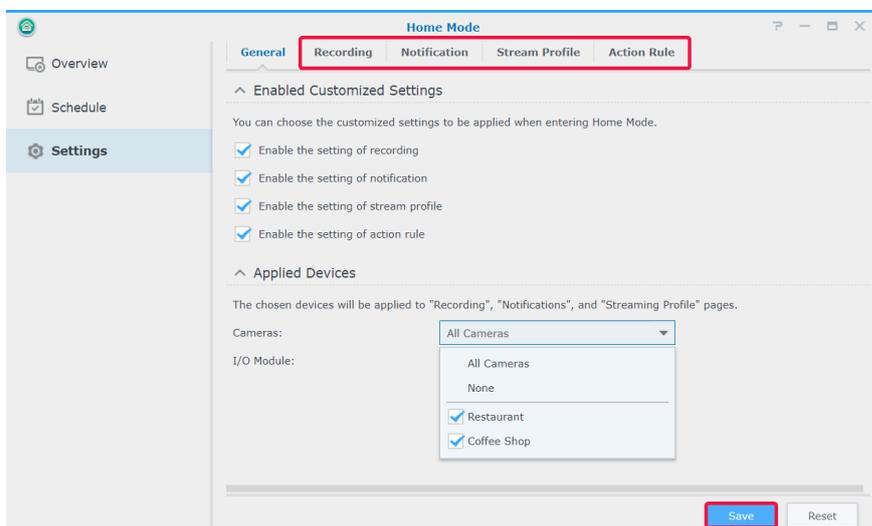 Home Mode
Overview
Schedule
Settings
General Recording Notification Stream Profile Action Rule
Enabled Customized Settings
You can choose the customized settings to be applied when entering Home Mode.
Enable the setting of recording
Enable the setting of notification
Enable the setting of stream profile
Enable the setting of action rule
Applied Devices
The chosen devices will be applied to "Recording", "Notifications", and "Streaming Profile" pages.
Cameras: All Cameras
I/O Module:
All Cameras
None
Restaurant
Coffee Shop
Save Reset